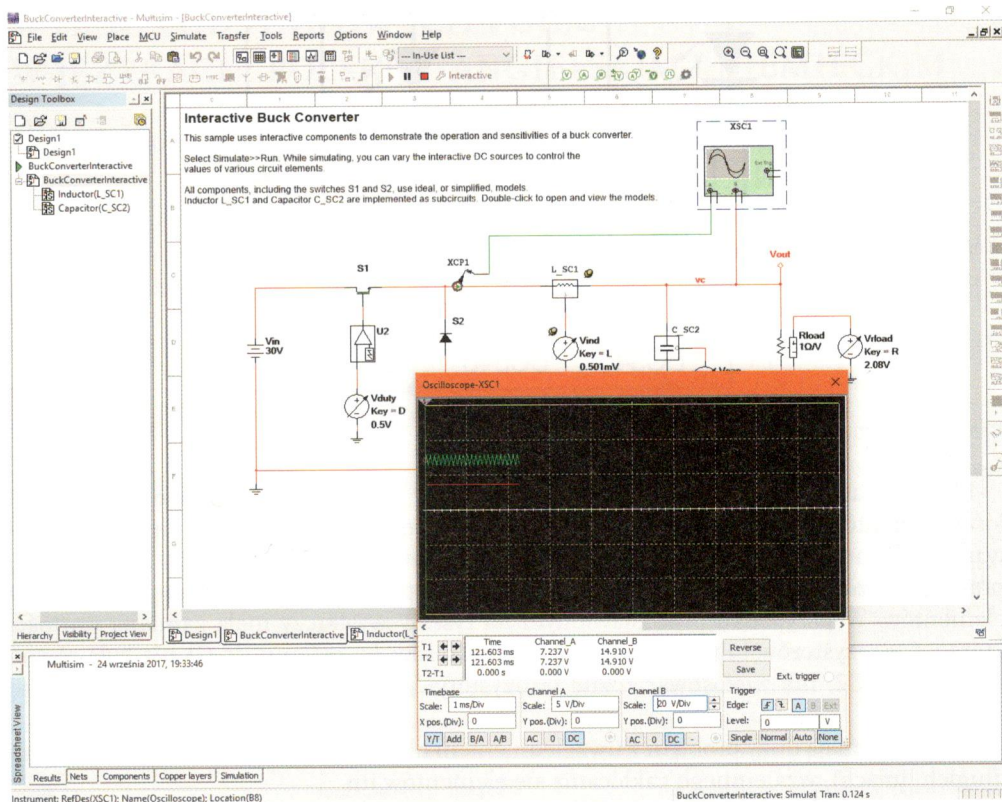 BuckConverterInteractive - Multisim - [BuckConverterInteractive]
File Edit View Place MCU Simulate Transfer Tools Reports Options Window Help
--- In-Use List ---
Interactive
Design Toolbox
Design1
Design1
BuckConverterInteractive
BuckConverterInteractive
Inductor(L_SC1)
Capacitor(C_SC2)
Hierarchy Visibility Project View
Interactive Buck Converter
This sample uses interactive components to demonstrate the operation and sensitivities of a buck converter.
Select Simulate>>Run. While simulating, you can vary the interactive DC sources to control the
values of various circuit elements.
All components, including the switches S1 and S2, use ideal, or simplified, models.
Inductor L_SC1 and Capacitor C_SC2 are implemented as subcircuits. Double-click to open and view the models.
XSC1
Ext Trig
A
B
Vout
S1
XCP1
L_SC1
vc
S2
U2
Vin
30V
Vind
Key = L
0.501mV
C_SC2
Rload
1Ω/V
Vrload
Key = R
2.08V
Vduty
Key = D
0.5V
Design1 BuckConverterInteractive
Oscilloscope-XSC1
Time Channel_A Channel_B
T1 121.603 ms 7.237 V 14.910 V
T2 121.603 ms 7.237 V 14.910 V
T2-T1 0.000 s 0.000 V 0.000 V
Reverse
Save
Ext. trigger
Timebase
Scale: 1 ms/Div
X pos.(Div): 0
Y/T Add B/A A/B
Channel A
Scale: 5 V/Div
Y pos.(Div): 0
AC 0 DC
Channel B
Scale: 20 V/Div
Y pos.(Div): 0
AC 0 DC -
Trigger
Edge: A B Ext
Level: 0 V
Single Normal Auto None
Multisim - 24 września 2017, 19:33:46
Spreadsheet View
Results Nets Components Copper layers Simulation
Instrument: RefDes(XSC1); Name(Oscilloscope); Location(B8)
BuckConverterInteractive: Simulat Tran: 0.124 s